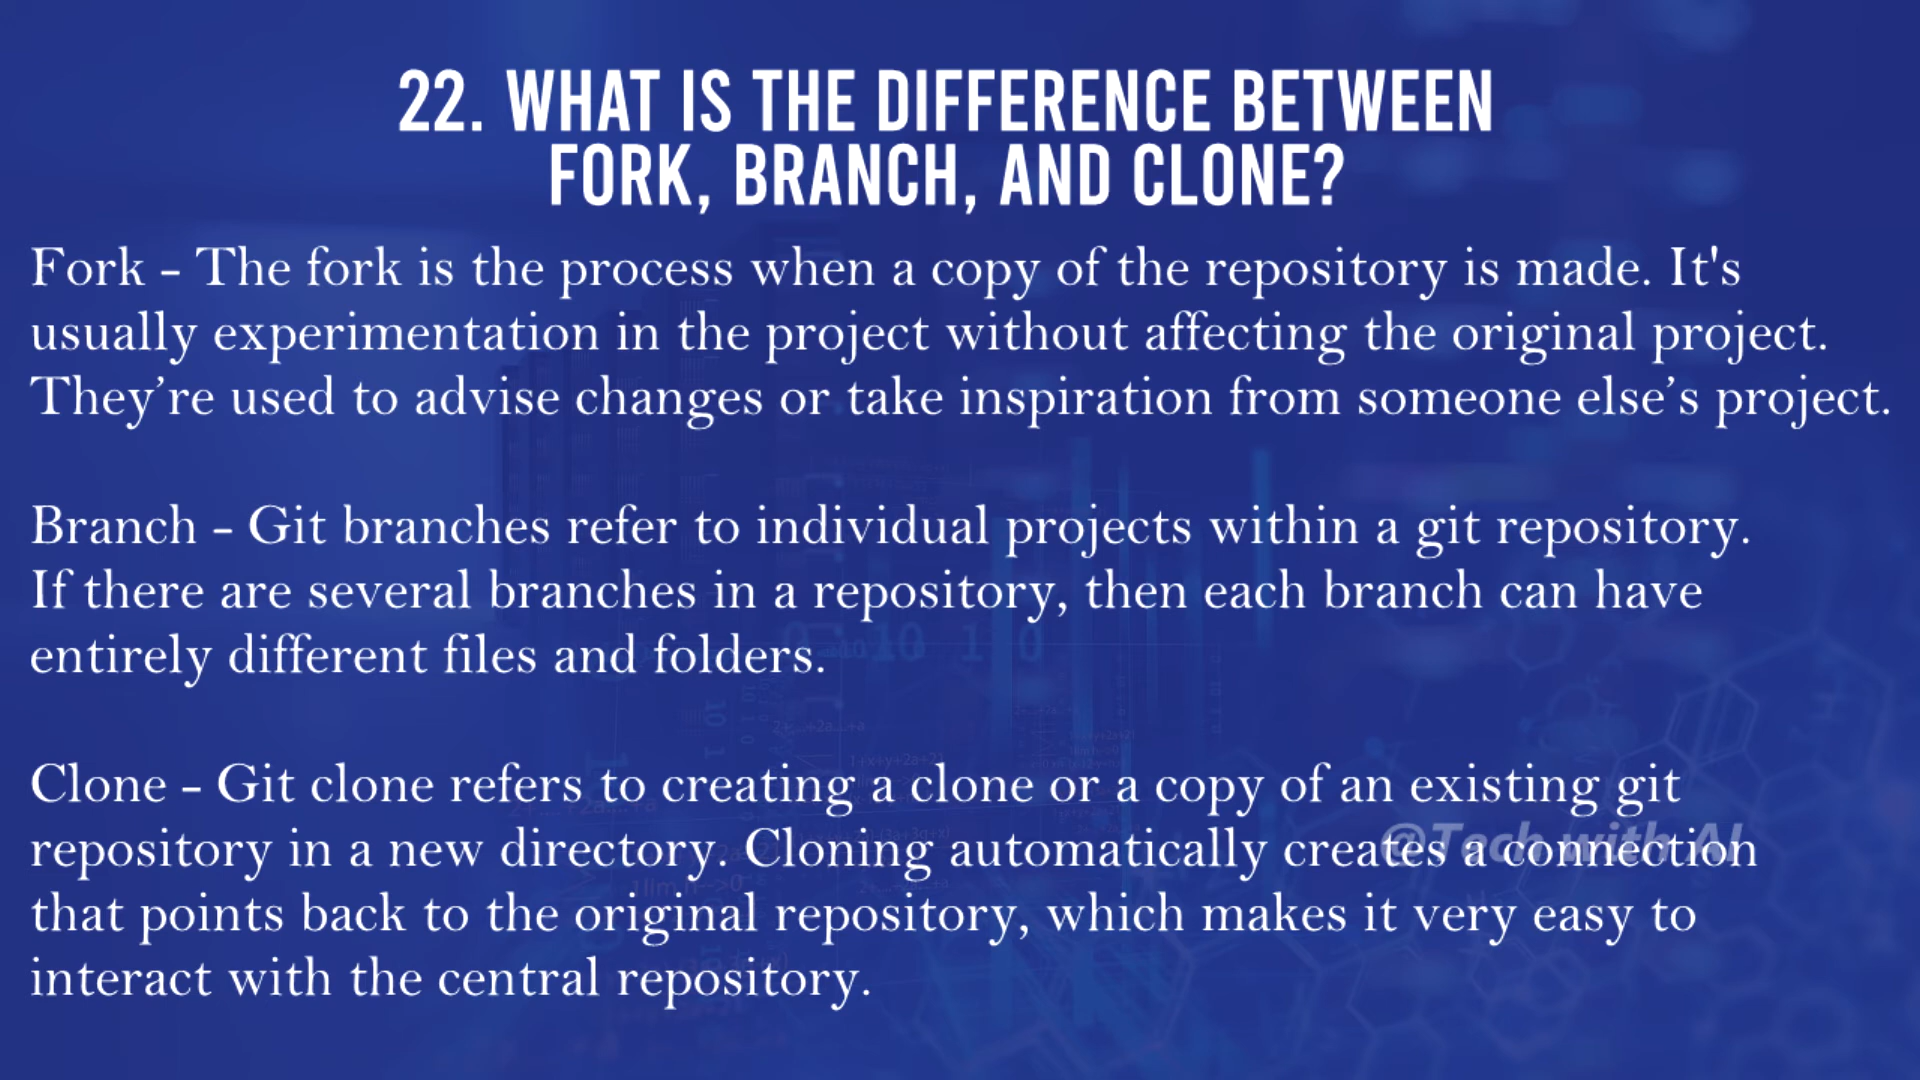 22. WHAT IS THE DIFFERENCE BETWEEN
FORK, BRANCH, AND CLONE?
Fork - The fork is the process when a copy of the repository is made. It's
usually experimentation in the project without affecting the original project.
They’re used to advise changes or take inspiration from someone else’s project.
Branch - Git branches refer to individual projects within a git repository.
If there are several branches in a repository, then each branch can have
entirely different files and folders.
Clone - Git clone refers to creating a clone or a copy of an existing git
repository in a new directory. Cloning automatically creates a connection
that points back to the original repository, which makes it very easy to
interact with the central repository.
@Tech with AI